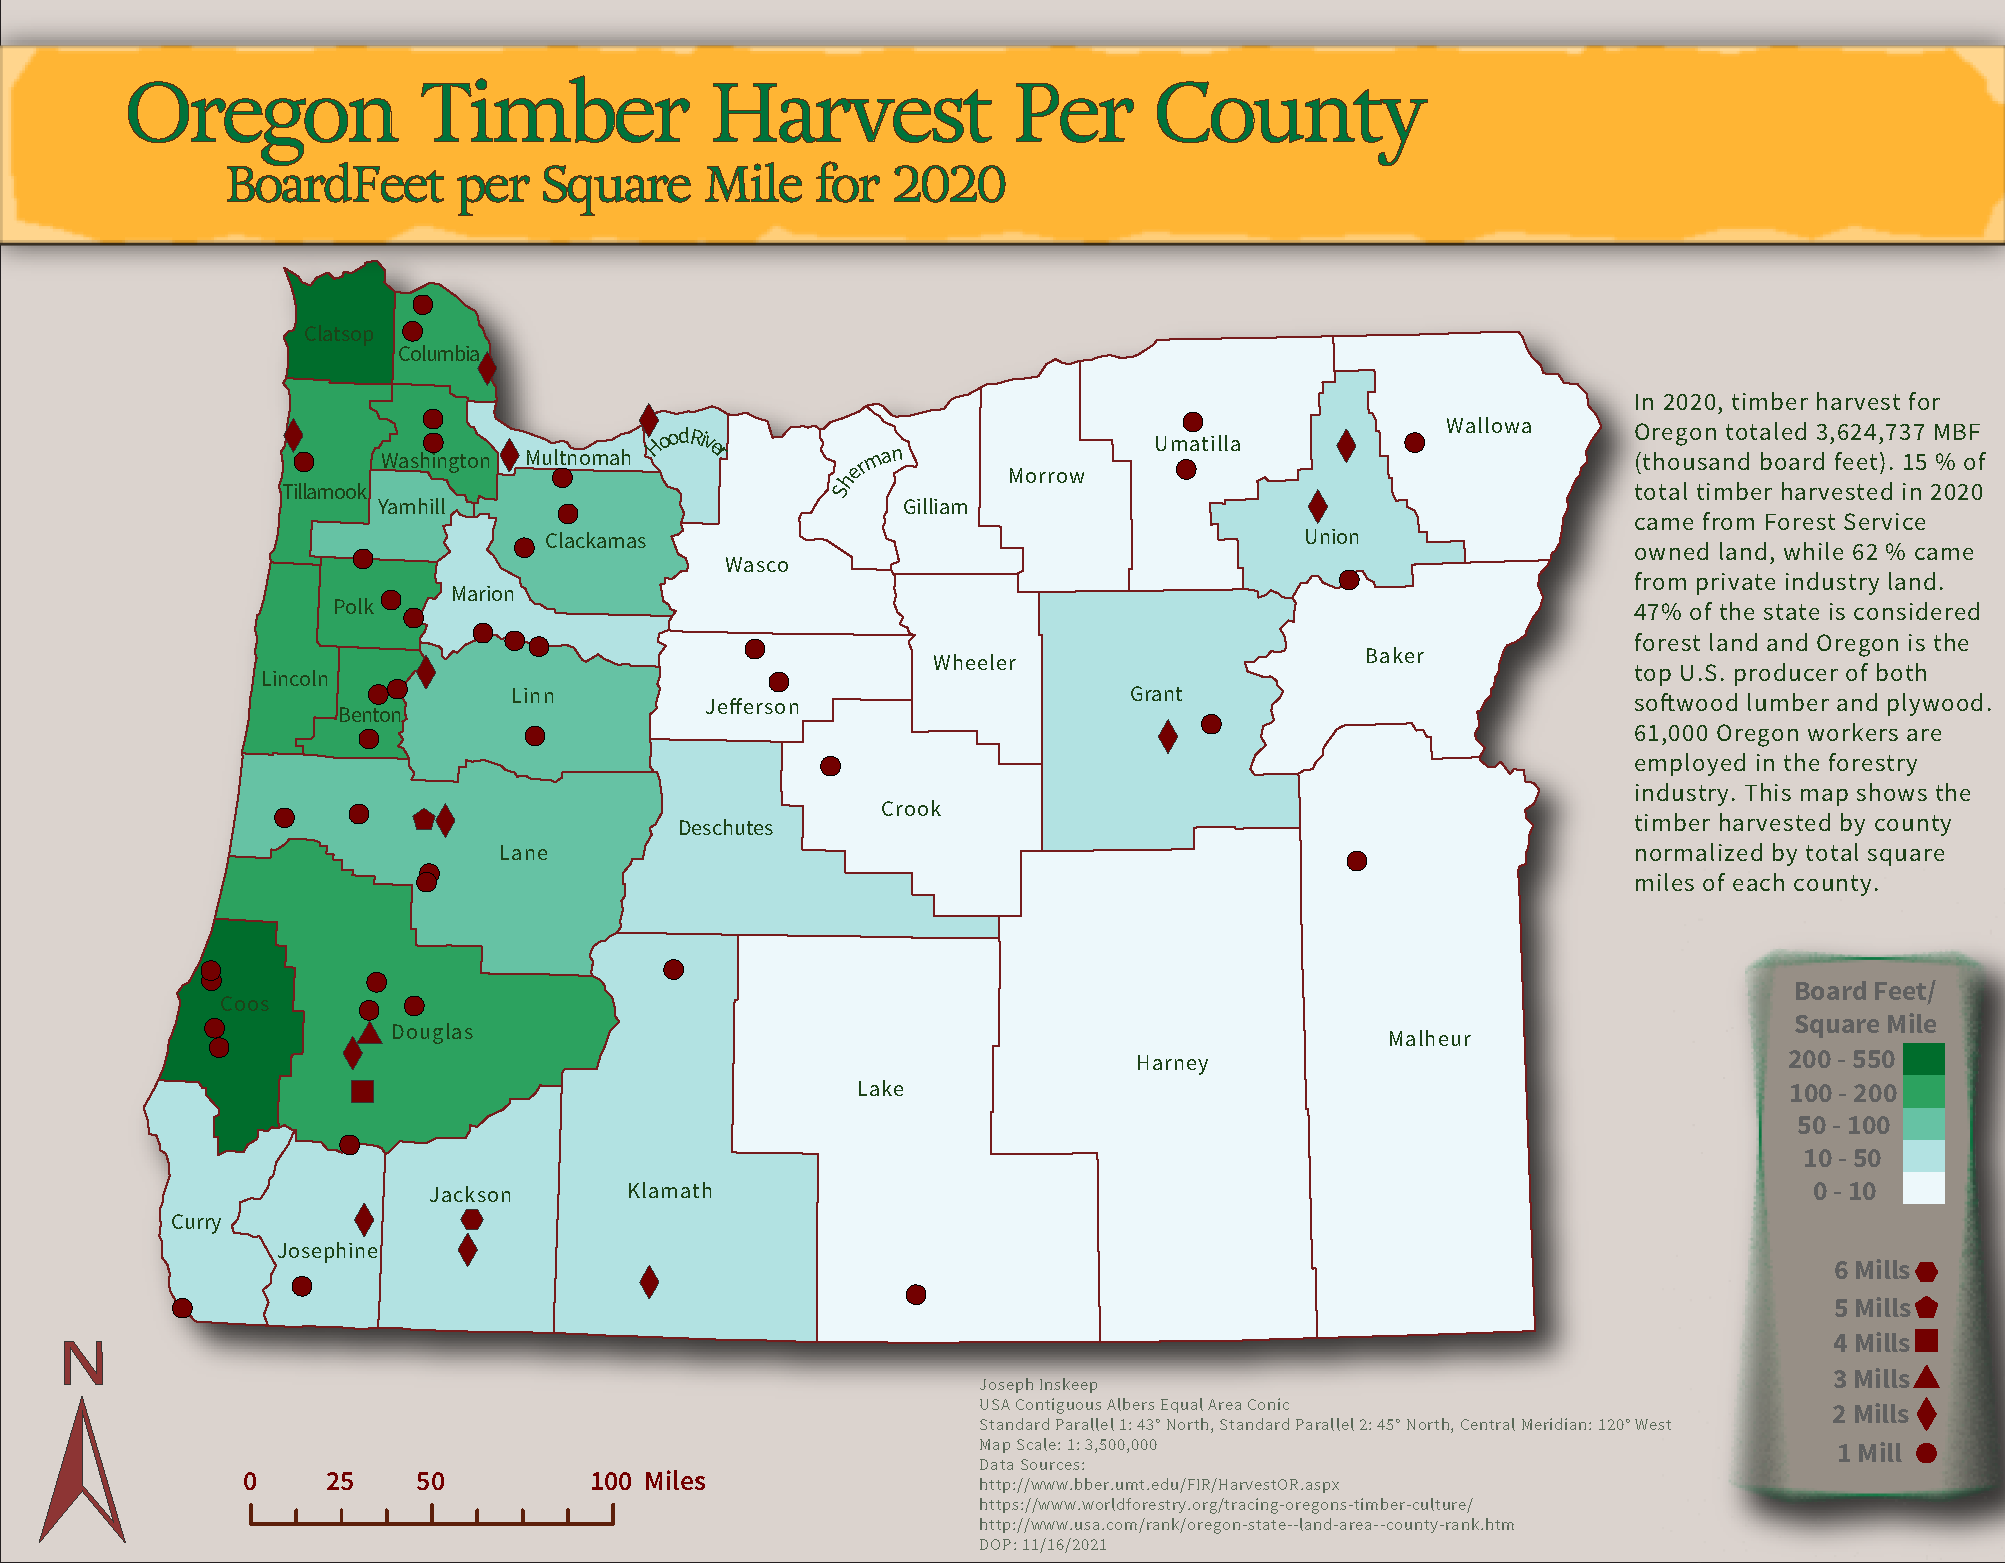 Oregon Timber Harvest Per County
BoardFeet per Square Mile for 2020
Clatsop
Columbia
Washington
Multnomah
Hood River
Tillamook
Yamhill
Clackamas
Sherman
Gilliam
Morrow
Umatilla
Wallowa
Union
Wasco
Marion
Polk
Lincoln
Benton
Linn
Jefferson
Wheeler
Grant
Baker
Crook
Deschutes
Lane
Coos
Douglas
Malheur
Harney
Lake
Klamath
Jackson
Josephine
Curry
In 2020, timber harvest for
Oregon totaled 3,624,737 MBF
(thousand board feet). 15 % of
total timber harvested in 2020
came from Forest Service
owned land, while 62 % came
from private industry land.
47% of the state is considered
forest land and Oregon is the
top U.S. producer of both
softwood lumber and plywood.
61,000 Oregon workers are
employed in the forestry
industry. This map shows the
timber harvested by county
normalized by total square
miles of each county.
Board Feet/
Square Mile
200 - 550
100 - 200
50 - 100
10 - 50
0 - 10
6 Mills
5 Mills
4 Mills
3 Mills
2 Mills
1 Mill
N
0 25 50 100 Miles
Joseph Inskeep
USA Contiguous Albers Equal Area Conic
Standard Parallel 1: 43° North, Standard Parallel 2: 45° North, Central Meridian: 120° West
Map Scale: 1: 3,500,000
Data Sources:
http://www.bber.umt.edu/FIR/HarvestOR.aspx
https://www.worldforestry.org/tracing-oregons-timber-culture/
http://www.usa.com/rank/oregon-state--land-area--county-rank.htm
DOP: 11/16/2021